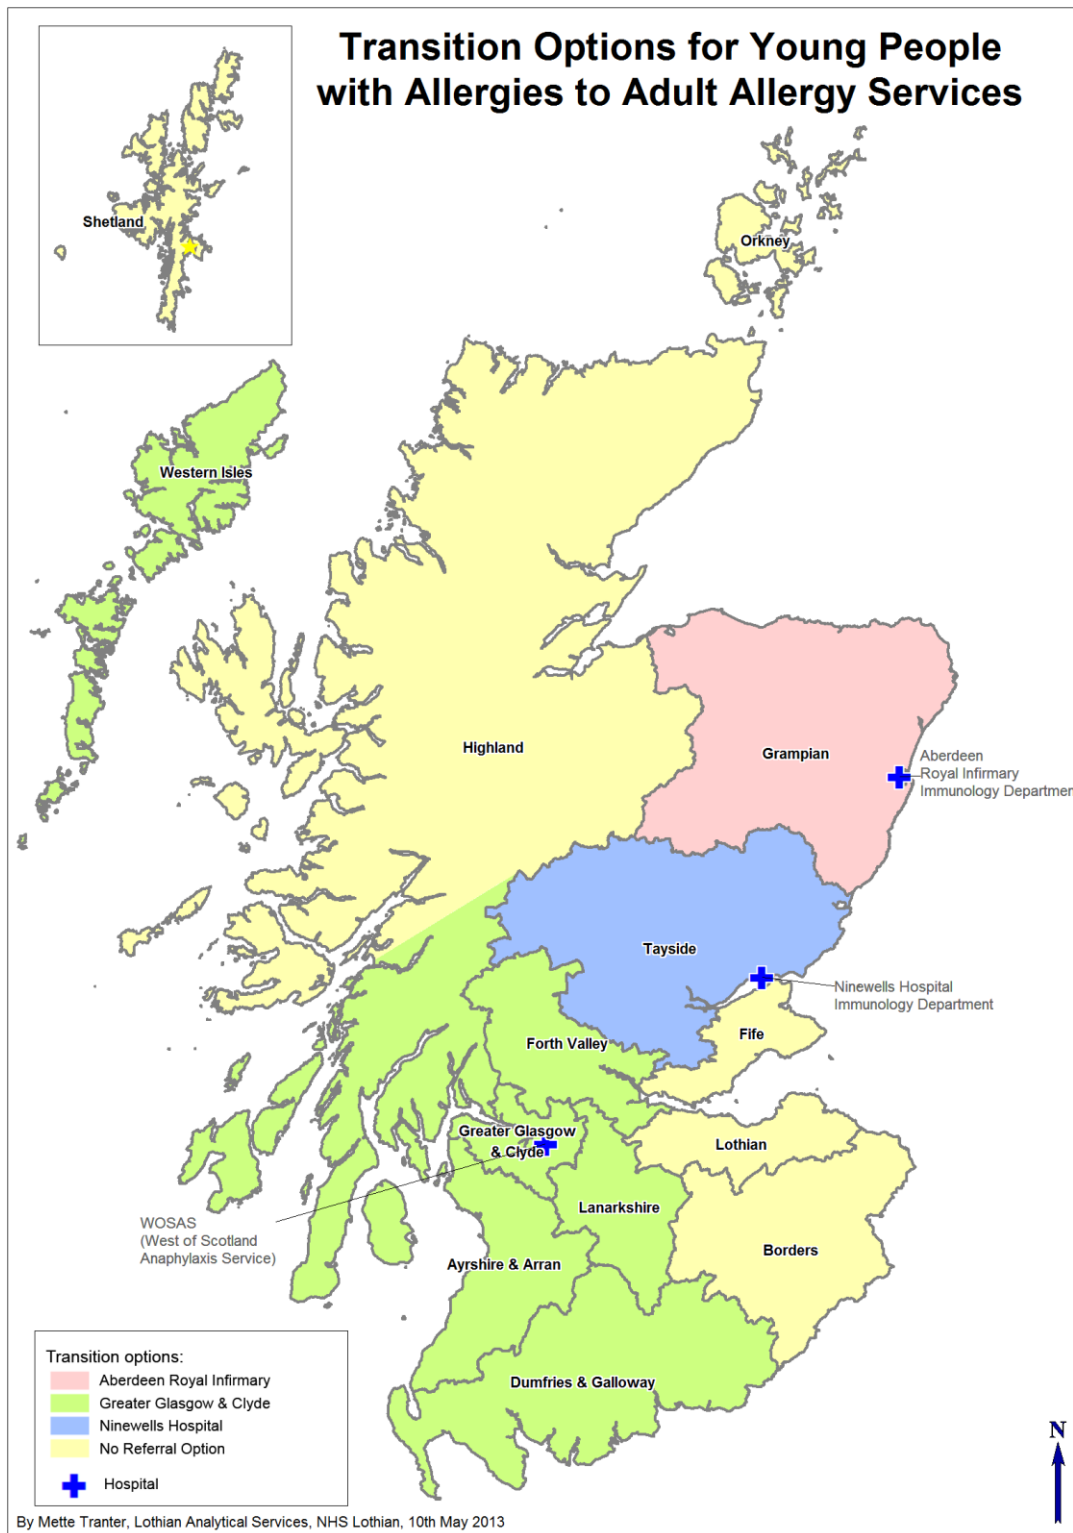 Transition Options for Young People
with Allergies to Adult Allergy Services
Shetland
Orkney
Western Isles
Highland
Grampian
Aberdeen
Royal Infirmary
Immunology Departmen
Tayside
Ninewells Hospital
Immunology Department
Fife
Forth Valley
Greater Glasgow
& Clyde
Lothian
Lanarkshire
WOSAS
(West of Scotland
Anaphylaxis Service)
Borders
Ayrshire & Arran
Dumfries & Galloway
Transition options:
Aberdeen Royal Infirmary
Greater Glasgow & Clyde
Ninewells Hospital
No Referral Option
Hospital
N
By Mette Tranter, Lothian Analytical Services, NHS Lothian, 10th May 2013